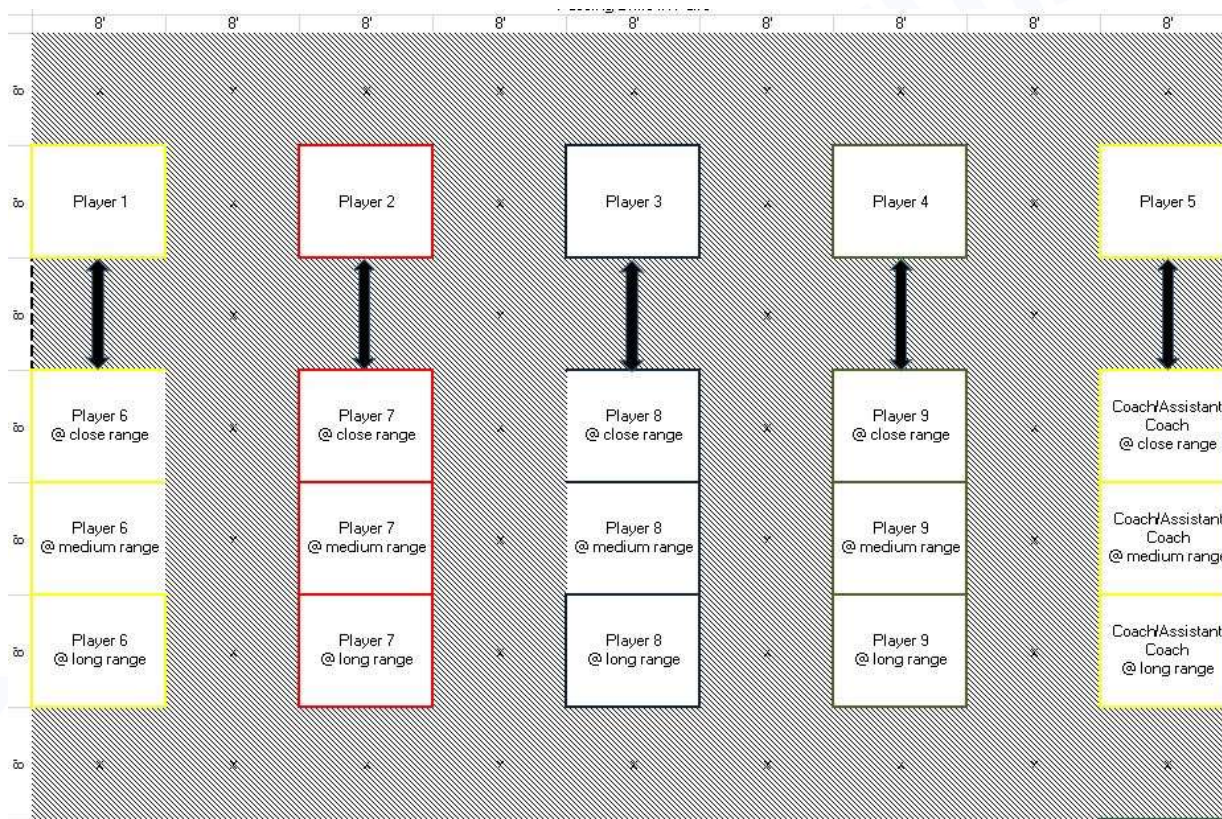 8' 8' 8' 8' 8' 8' 8' 8' 8'
8'
Player 1 Player 2 Player 3 Player 4 Player 5
8'
8'
Player 6 Player 7 Player 8 Player 9 Coach/Assistant
Coach
@ close range @ close range @ close range @ close range @ close range
8'
Player 6 Player 7 Player 8 Player 9 Coach/Assistant
Coach
@ medium range @ medium range @ medium range @ medium range @ medium range
8'
Player 6 Player 7 Player 8 Player 9 Coach/Assistant
Coach
@ long range @ long range @ long range @ long range @ long range
8'
8'